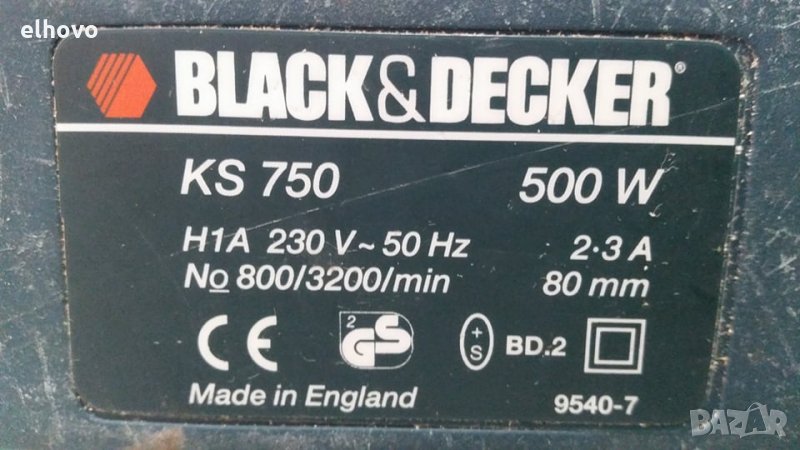 elhovo
BLACK&DECKER®
KS 750 500 W
H1A 230 V ~ 50 Hz 2·3 A
No 800/3200/min 80 mm
CE 2 GS + S BD.2
Made in England 9540-7
BAZAR